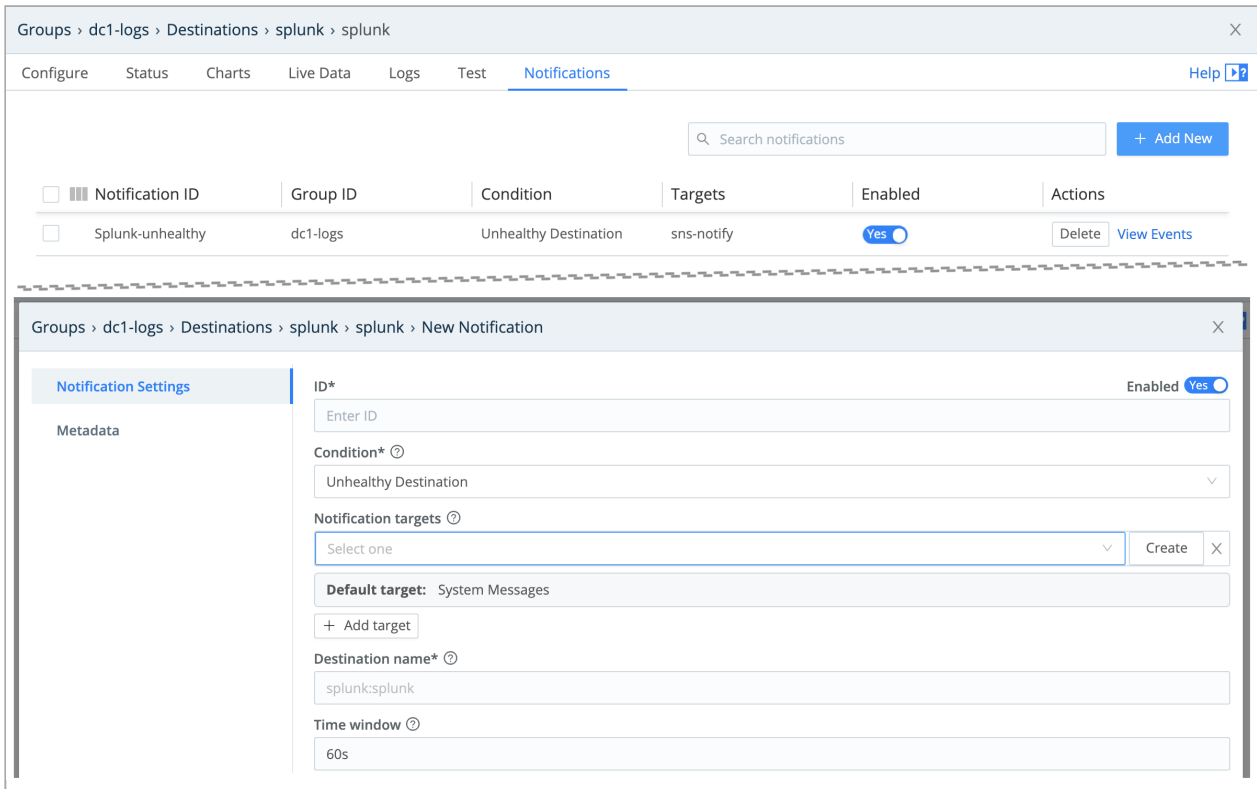 Groups › dc1-logs › Destinations › splunk › splunk
Configure Status Charts Live Data Logs Test Notifications Help
Search notifications + Add New
Notification ID Group ID Condition Targets Enabled Actions
Splunk-unhealthy dc1-logs Unhealthy Destination sns-notify Yes Delete View Events
Groups › dc1-logs › Destinations › splunk › splunk › New Notification
Notification Settings
Metadata
ID* Enabled Yes
Enter ID
Condition*
Unhealthy Destination
Notification targets
Select one Create
Default target: System Messages
+ Add target
Destination name*
splunk:splunk
Time window
60s